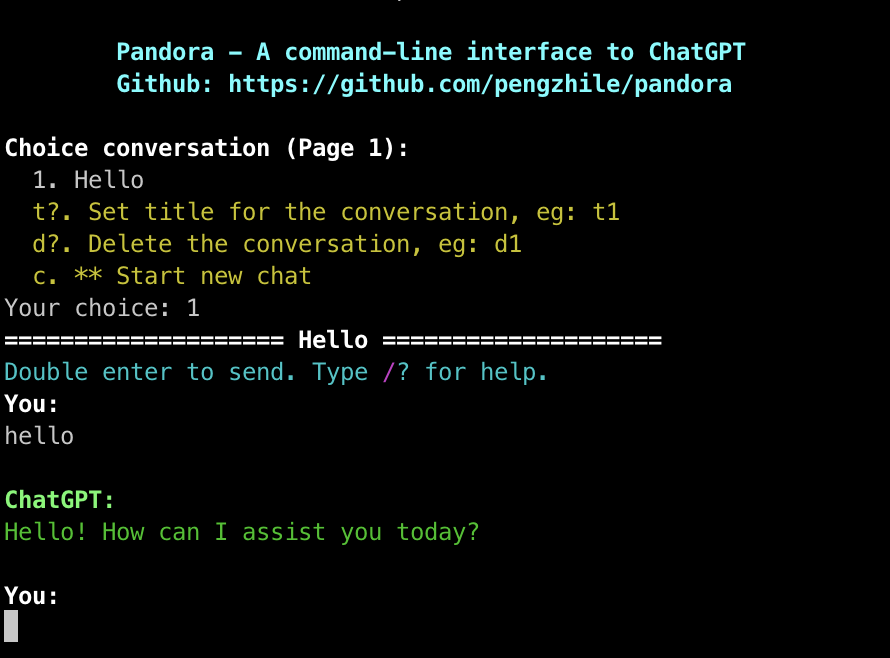 Pandora – A command–line interface to ChatGPT
Github: https://github.com/pengzhile/pandora
Choice conversation (Page 1):
1. Hello
t?. Set title for the conversation, eg: t1
d?. Delete the conversation, eg: d1
c. ** Start new chat
Your choice: 1
==================== Hello ====================
Double enter to send. Type /? for help.
You:
hello
ChatGPT:
Hello! How can I assist you today?
You: